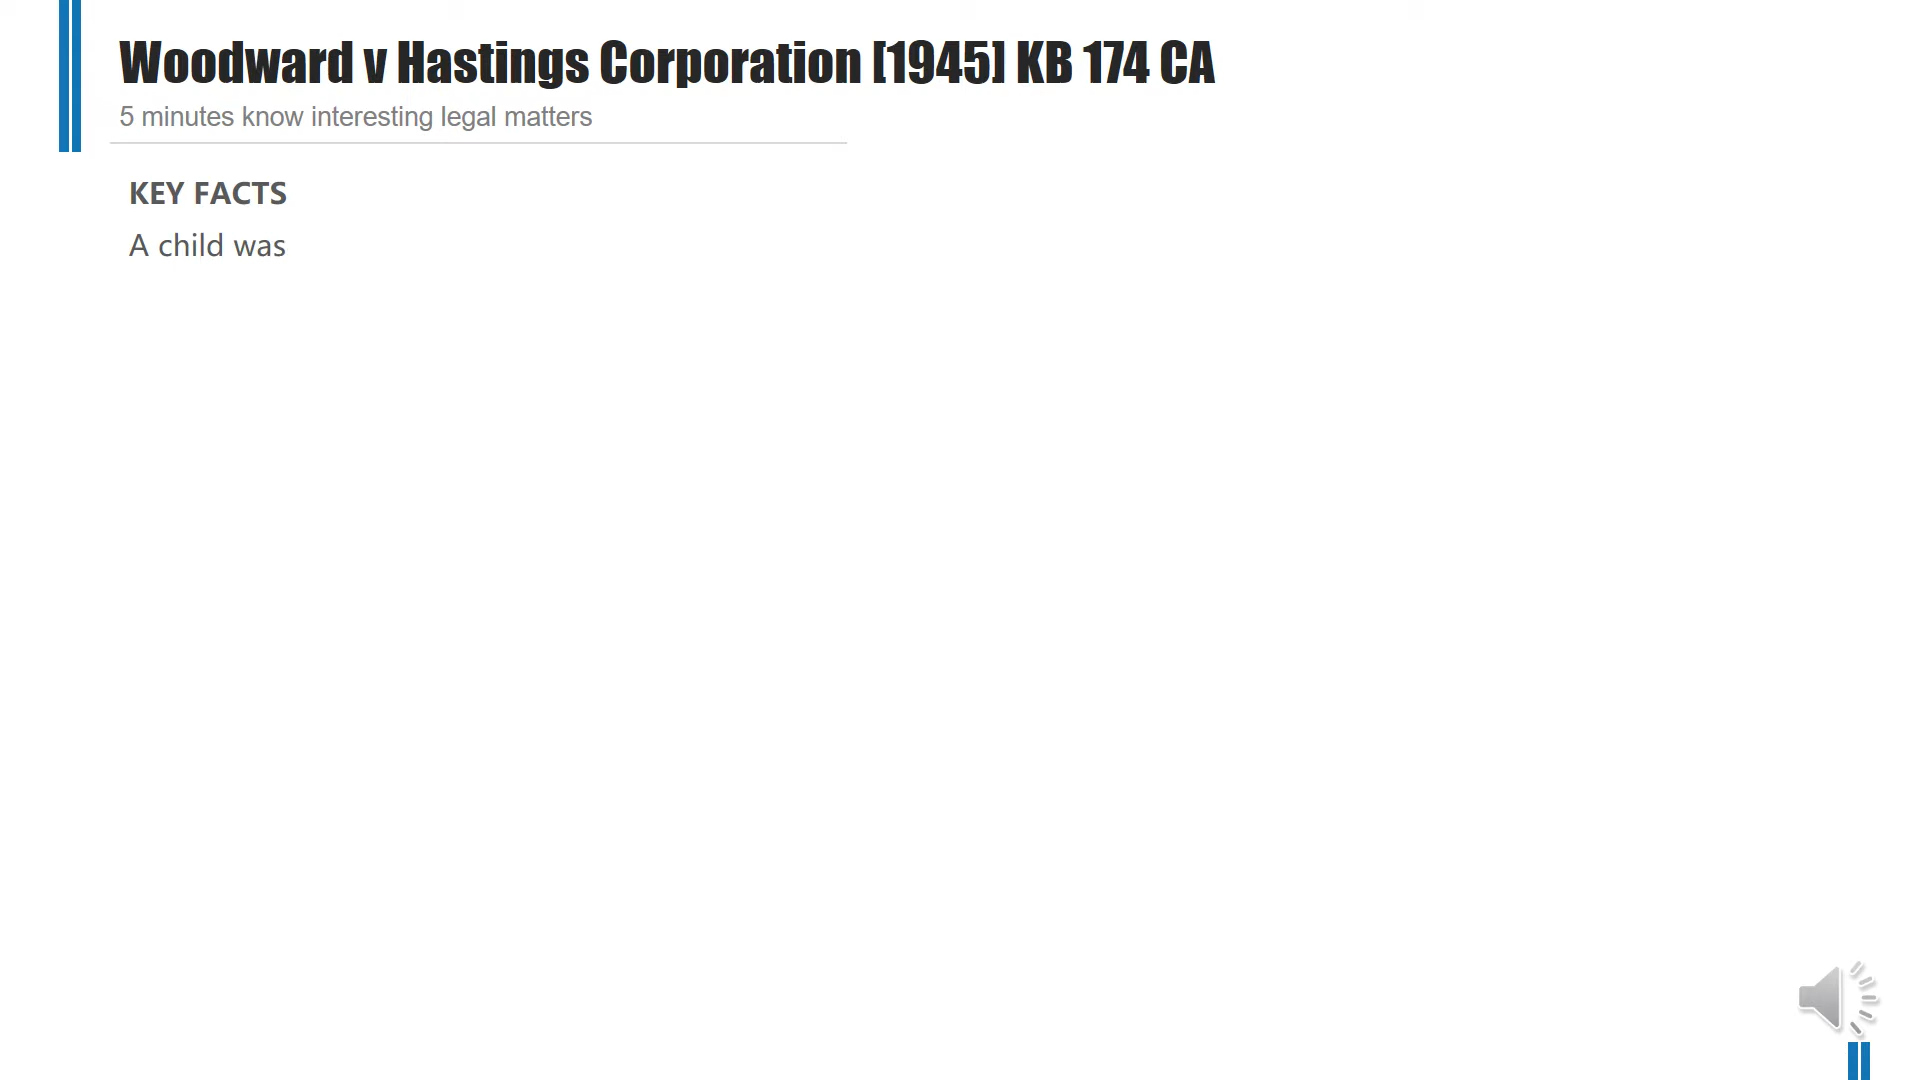 Woodward v Hastings Corporation [1945] KB 174 CA
5 minutes know interesting legal matters
KEY FACTS
A child was